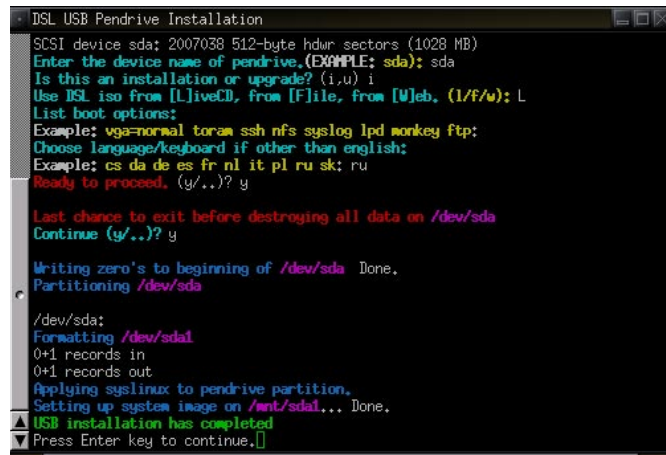 DSL USB Pendrive Installation
SCSI device sda: 2007038 512-byte hdwr sectors (1028 MB)
Enter the device name of pendrive.(EXAMPLE: sda): sda
Is this an installation or upgrade? (i,u) i
Use DSL iso from [L]iveCD, from [F]ile, from [W]eb. (l/f/w): L
List boot options:
Example: vga=normal toram ssh nfs syslog lpd monkey ftp:
Choose language/keyboard if other than english:
Example: cs da de es fr nl it pl ru sk: ru
Ready to proceed. (y/..)? y
Last chance to exit before destroying all data on /dev/sda
Continue (y/..)? y
Writing zero's to beginning of /dev/sda  Done.
Partitioning /dev/sda
/dev/sda:
Formatting /dev/sda1
0+1 records in
0+1 records out
Applying syslinux to pendrive partition.
Setting up system image on /mnt/sda1... Done.
USB installation has completed
Press Enter key to continue.